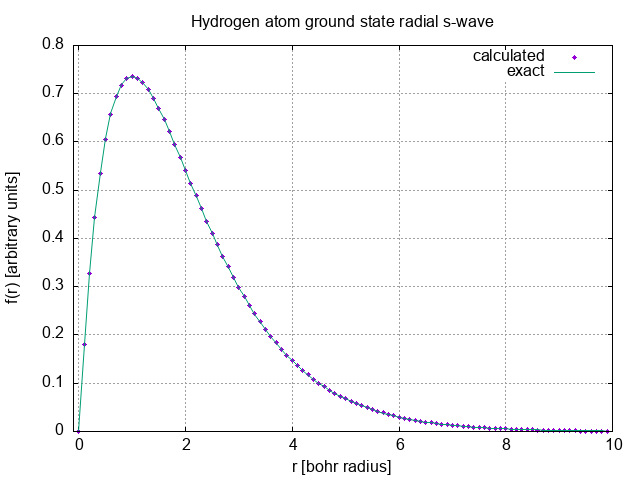 Hydrogen atom ground state radial s-wave
calculated
exact
f(r) [arbitrary units]
0.8
0.7
0.6
0.5
0.4
0.3
0.2
0.1
0
0 2 4 6 8 10
r [bohr radius]